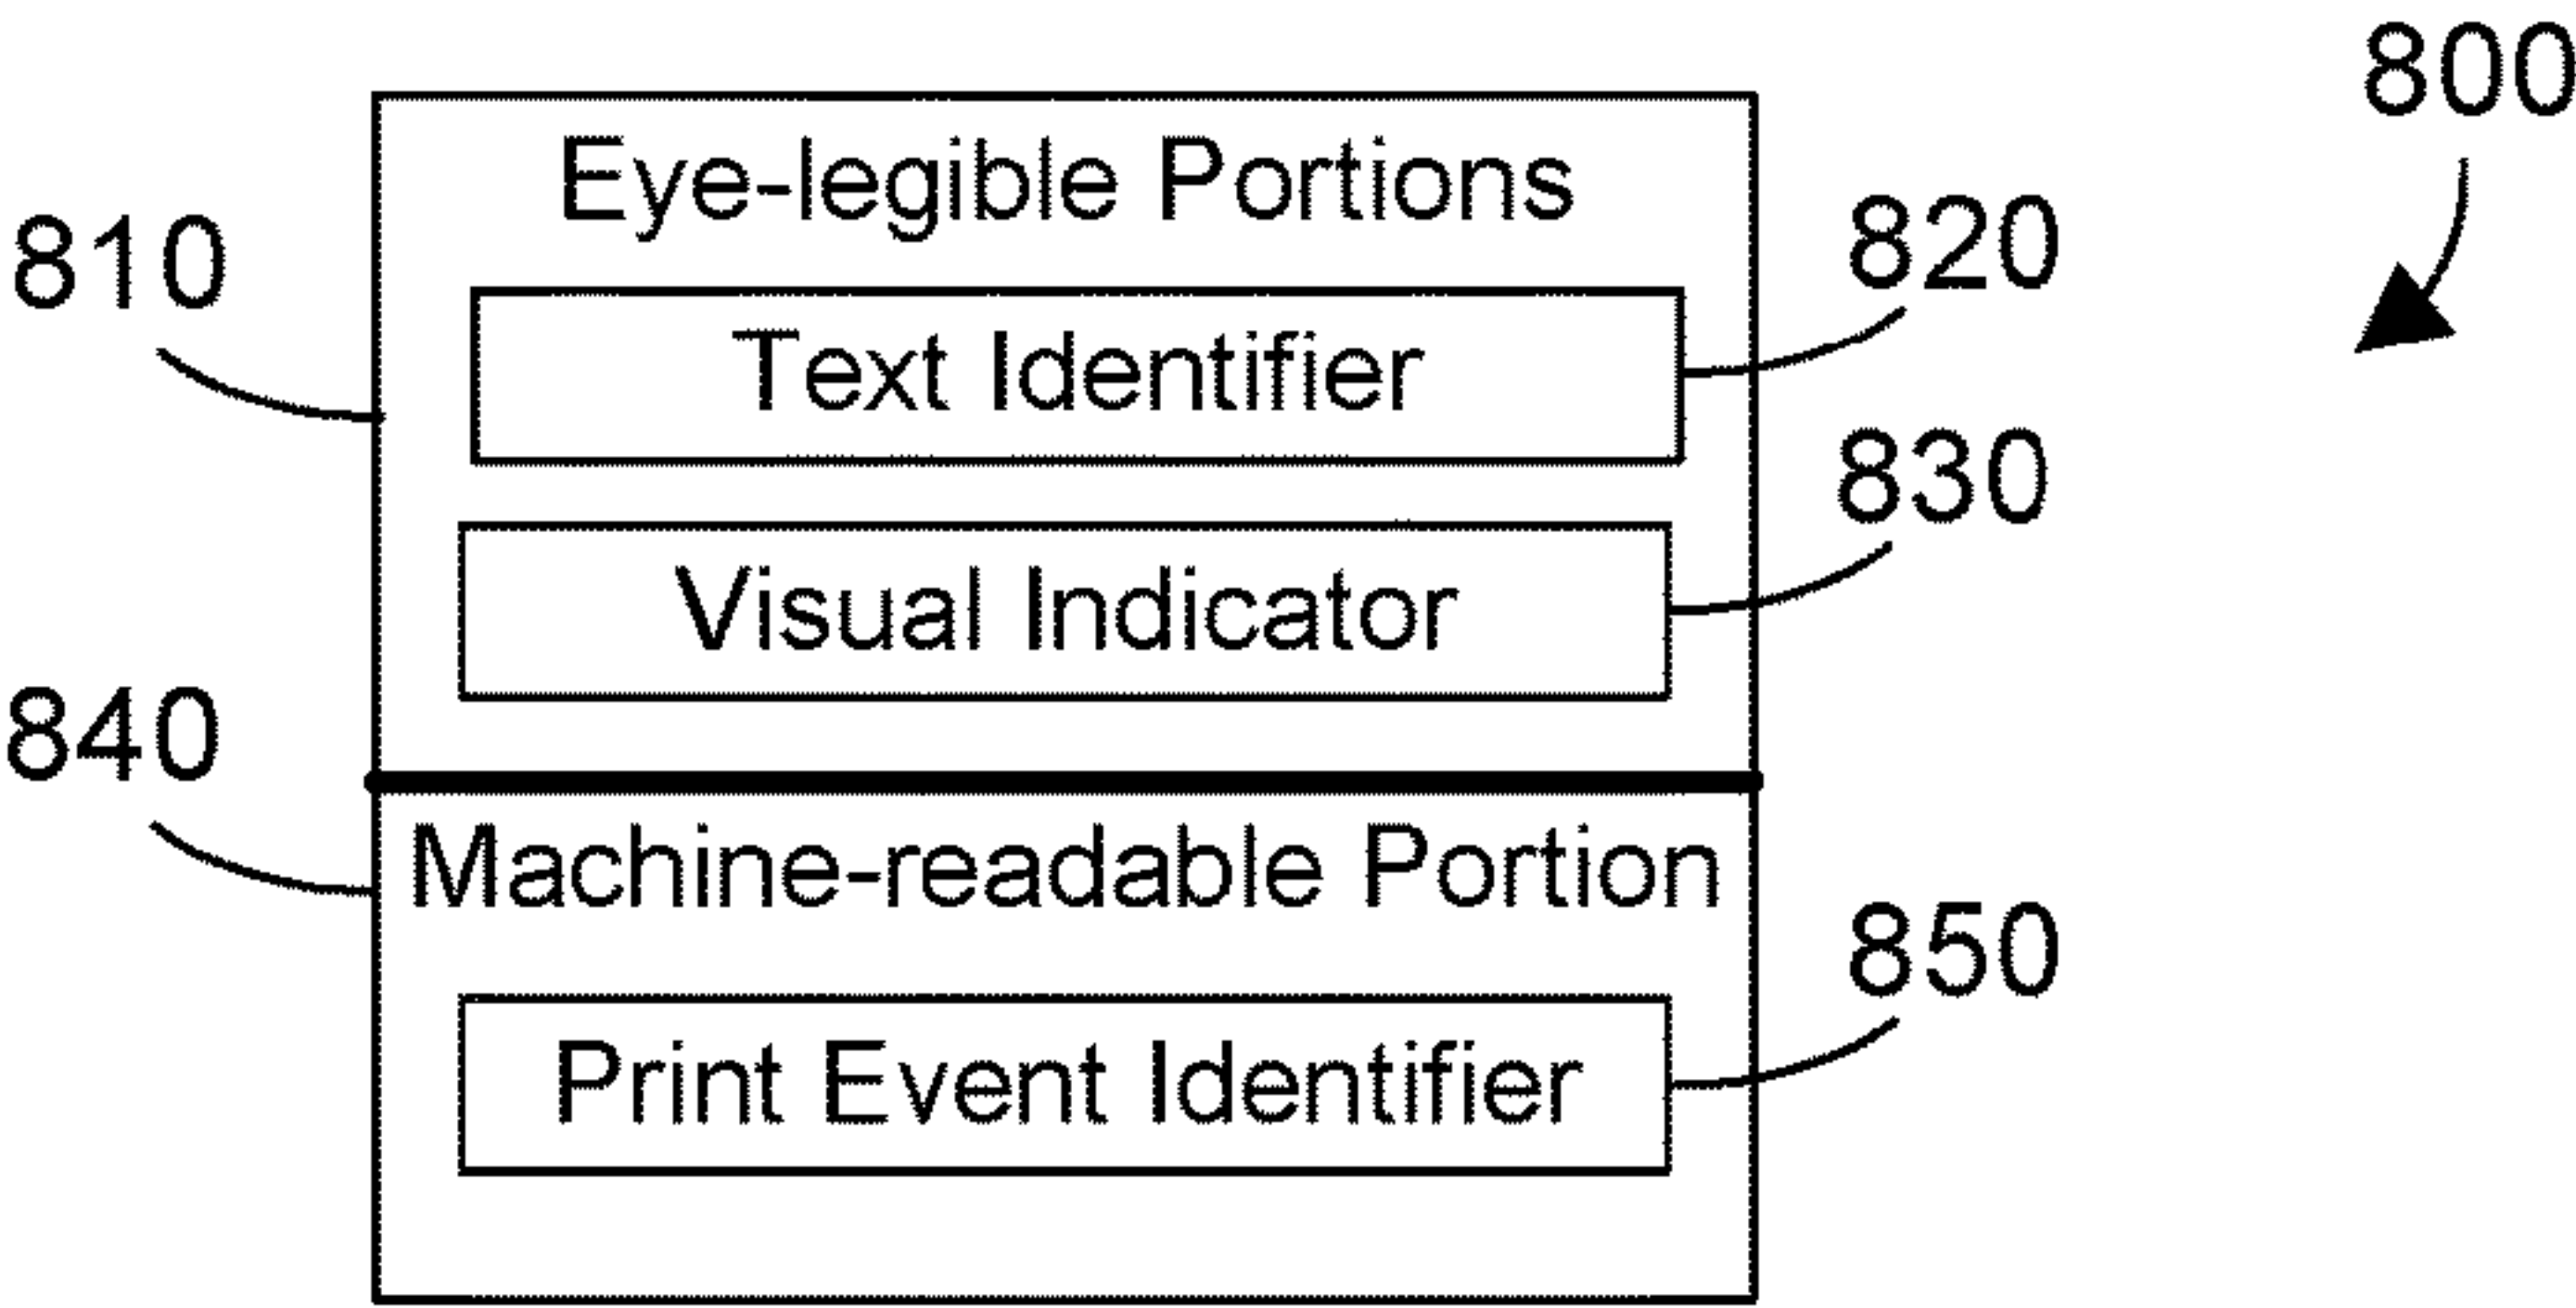 800
Eye-legible Portions
810
820
Text Identifier
830
Visual Indicator
840
Machine-readable Portion
850
Print Event Identifier